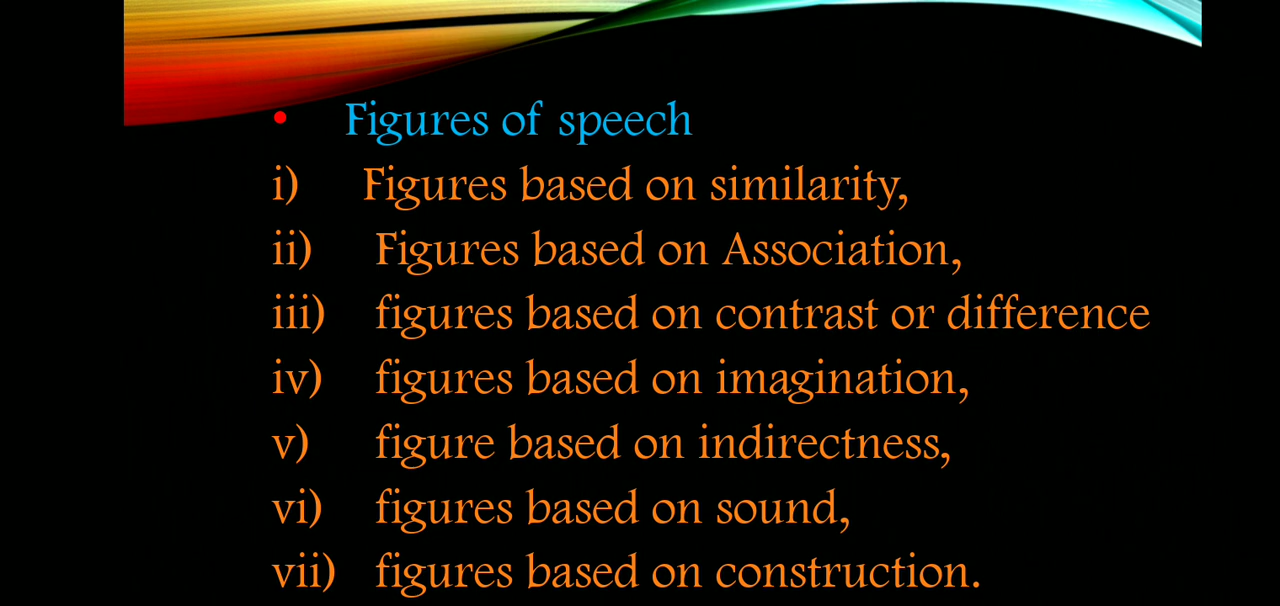 • Figures of speech
i) Figures based on similarity,
ii) Figures based on Association,
iii) figures based on contrast or difference
iv) figures based on imagination,
v) figure based on indirectness,
vi) figures based on sound,
vii) figures based on construction.